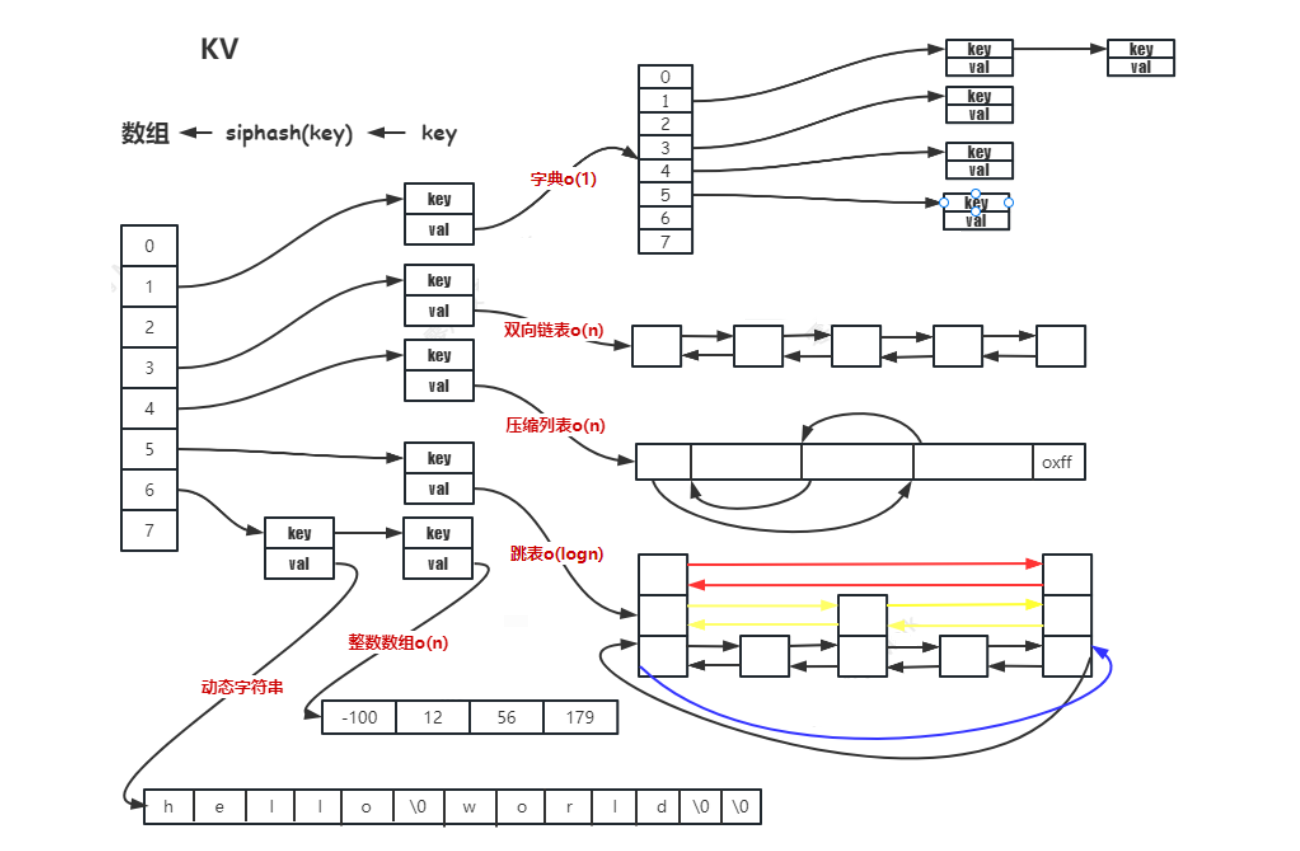 KV
数组 siphash(key) key
0
1
2
3
4
5
6
7
key
val
key
val
key
val
key
val
key
val
key
val
字典o(1)
0
1
2
3
4
5
6
7
key
val
key
val
key
val
key
val
key
val
双向链表o(n)
压缩列表o(n)
oxff
跳表o(logn)
整数数组o(n)
-100 12 56 179
动态字符串
h e l l o \0 w o r l d \0 \0